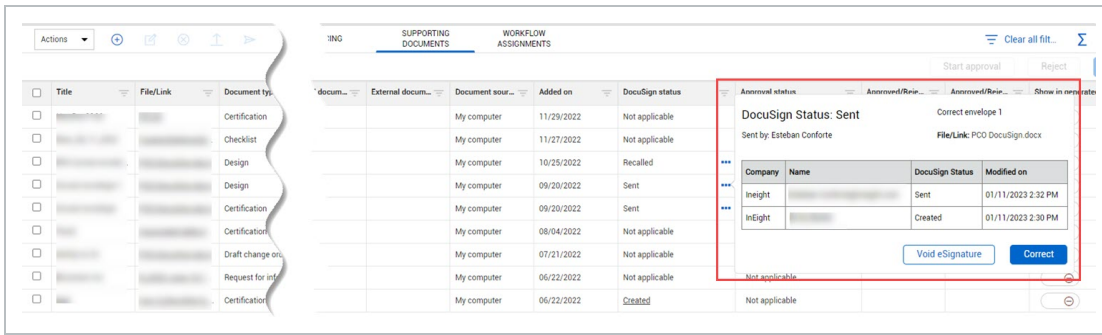 Actions
ING SUPPORTING DOCUMENTS WORKFLOW ASSIGNMENTS
Clear all filt... Σ
Start approval Reject
Title File/Link Document typ docum... External docum... Document sour... Added on DocuSign status Approval status Approved/Reje... Approved/Reje... Show in generate
Certification My computer 11/29/2022 Not applicable
Checklist My computer 11/27/2022 Not applicable
Design My computer 10/25/2022 Recalled
Design My computer 09/20/2022 Sent
Certification My computer 09/20/2022 Sent
Certification My computer 08/04/2022 Not applicable
Draft change orc My computer 07/21/2022 Not applicable
Request for info My computer 06/22/2022 Not applicable Not applicable
Certification My computer 06/22/2022 Created Not applicable
DocuSign Status: Sent Correct envelope 1
Sent by: Esteban Conforte File/Link: PCO DocuSign.docx
Company Name DocuSign Status Modified on
Ineight Sent 01/11/2023 2:32 PM
InEight Created 01/11/2023 2:30 PM
Void eSignature Correct